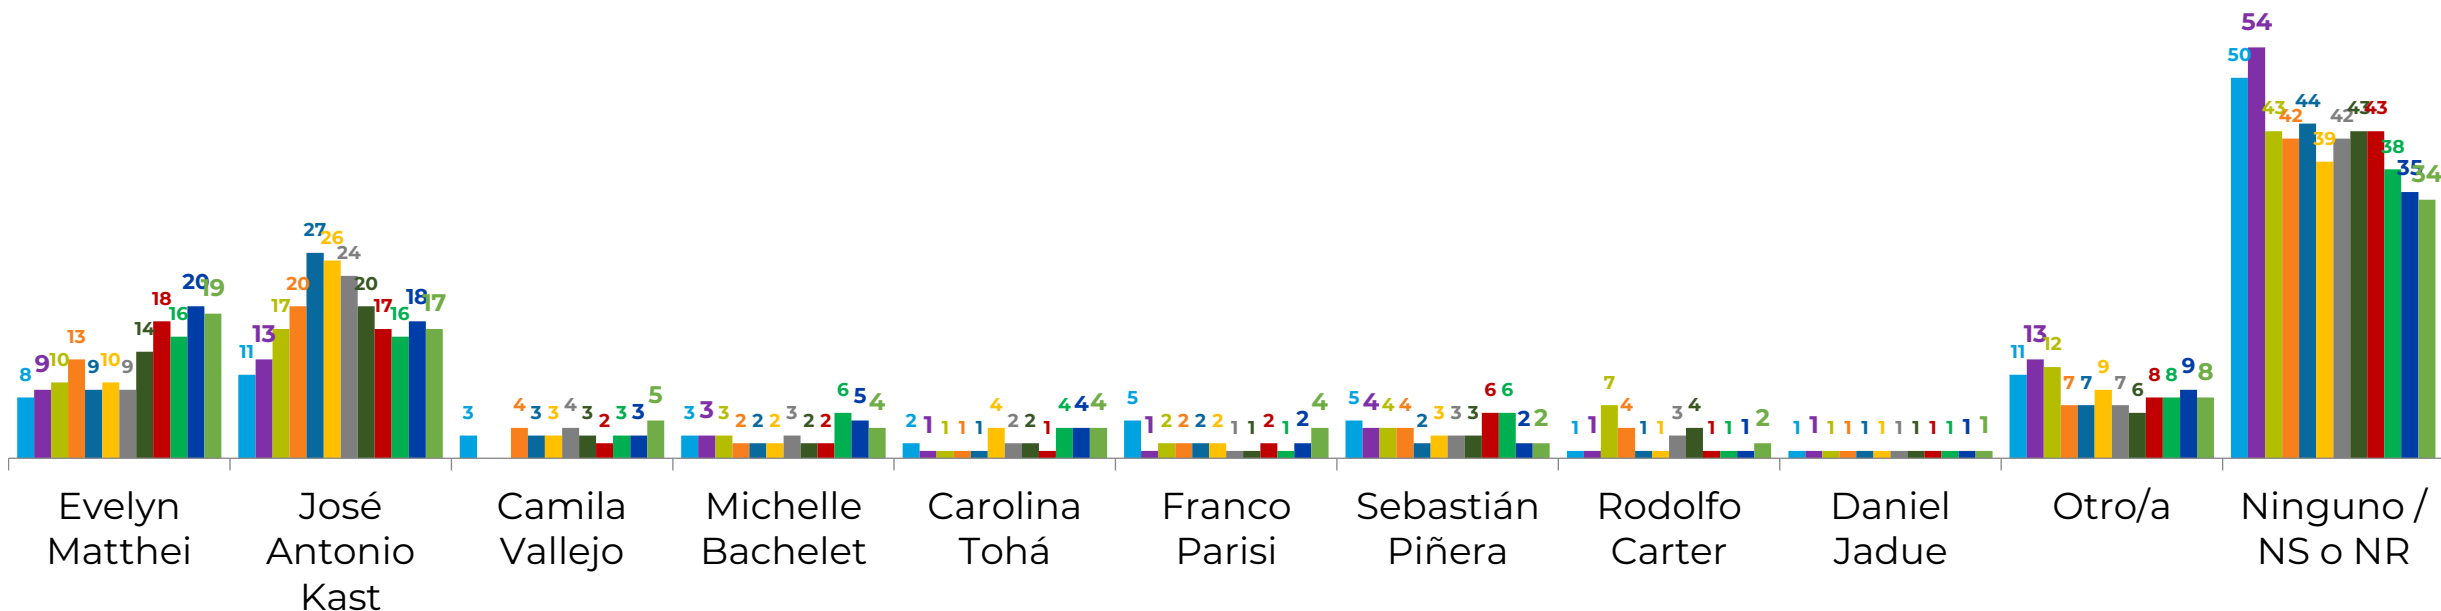 8 9 10 13 9 10 9 14 18 16 20 19
11 13 17 20 27 26 24 20 17 16 18 17
3 4 3 3 4 3 2 3 3 5
3 3 3 2 2 2 3 2 2 6 5 4
2 1 1 1 1 4 2 2 1 4 4 4
5 1 2 2 2 2 1 1 2 1 2 4
5 4 4 4 2 3 3 3 6 6 2 2
1 1 7 4 1 1 3 4 1 1 1 2
1 1 1 1 1 1 1 1 1 1 1 1
11 13 12 7 7 9 7 6 8 8 9 8
50 54 43 42 44 39 42 43 43 38 35 34
Evelyn
Matthei
José
Antonio
Kast
Camila
Vallejo
Michelle
Bachelet
Carolina
Tohá
Franco
Parisi
Sebastián
Piñera
Rodolfo
Carter
Daniel
Jadue
Otro/a
Ninguno /
NS o NR